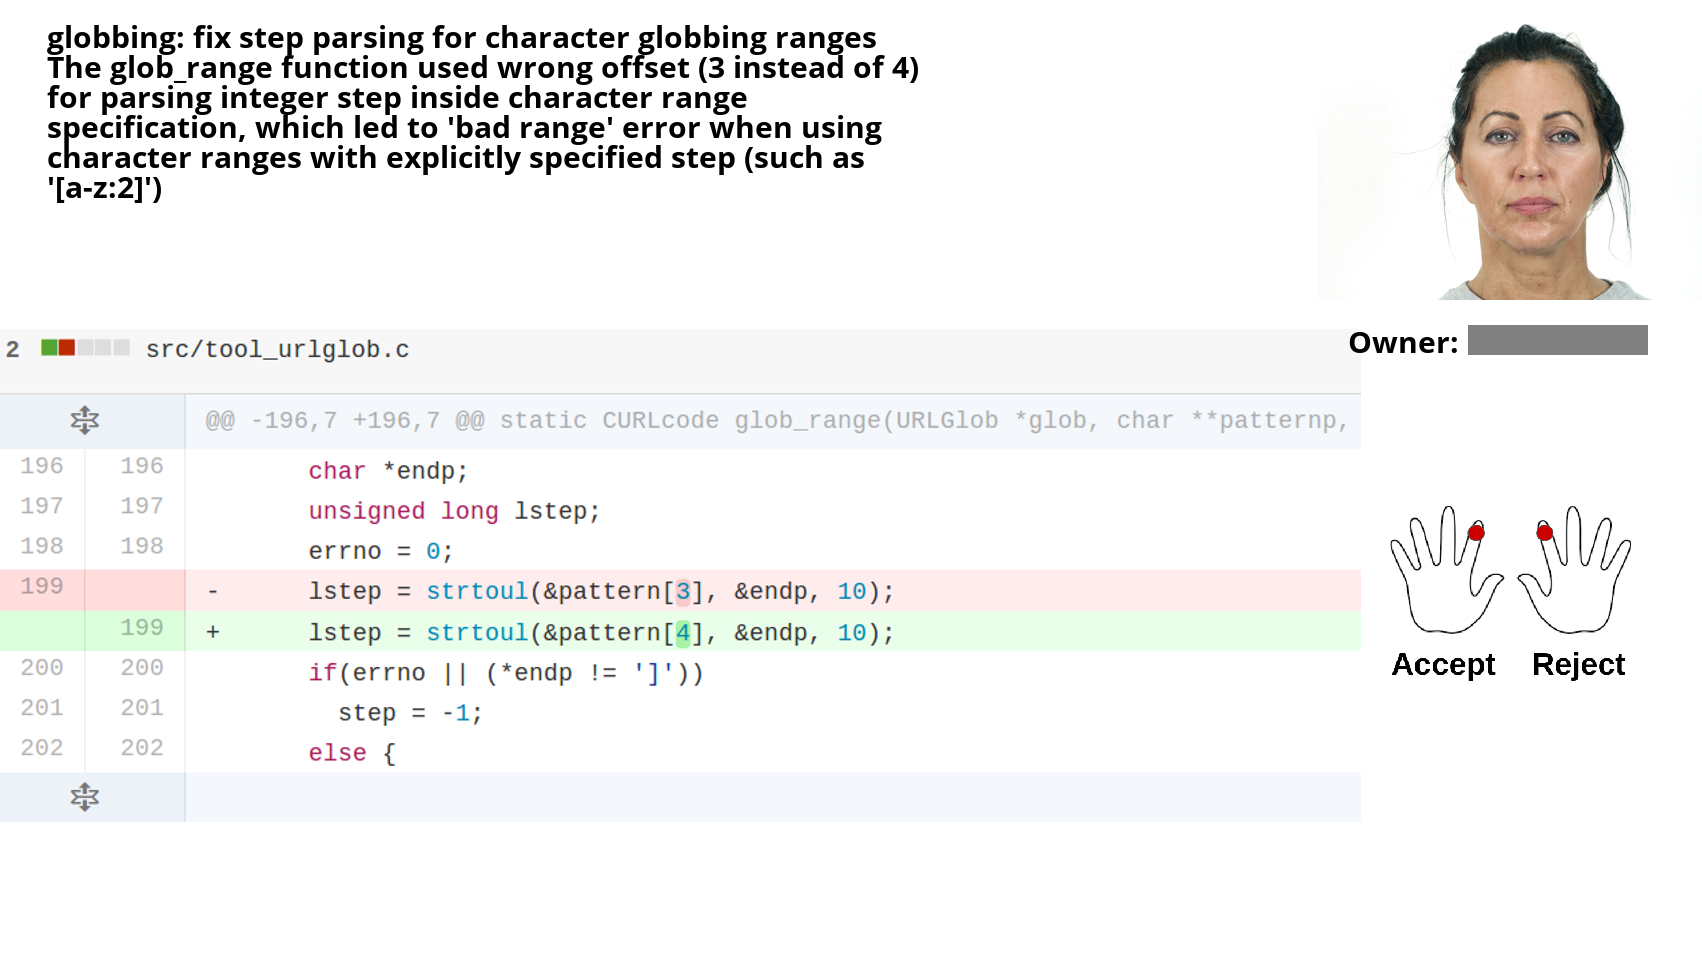 globbing: fix step parsing for character globbing ranges
The glob_range function used wrong offset (3 instead of 4)
for parsing integer step inside character range
specification, which led to 'bad range' error when using
character ranges with explicitly specified step (such as
'[a-z:2]')
Owner:
2 src/tool_urlglob.c
@@ -196,7 +196,7 @@ static CURLcode glob_range(URLGlob *glob, char **patternp,
196 196 char *endp;
197 197 unsigned long lstep;
198 198 errno = 0;
199 - lstep = strtoul(&pattern[3], &endp, 10);
199 + lstep = strtoul(&pattern[4], &endp, 10);
200 200 if(errno || (*endp != ']'))
201 201 step = -1;
202 202 else {
Accept Reject